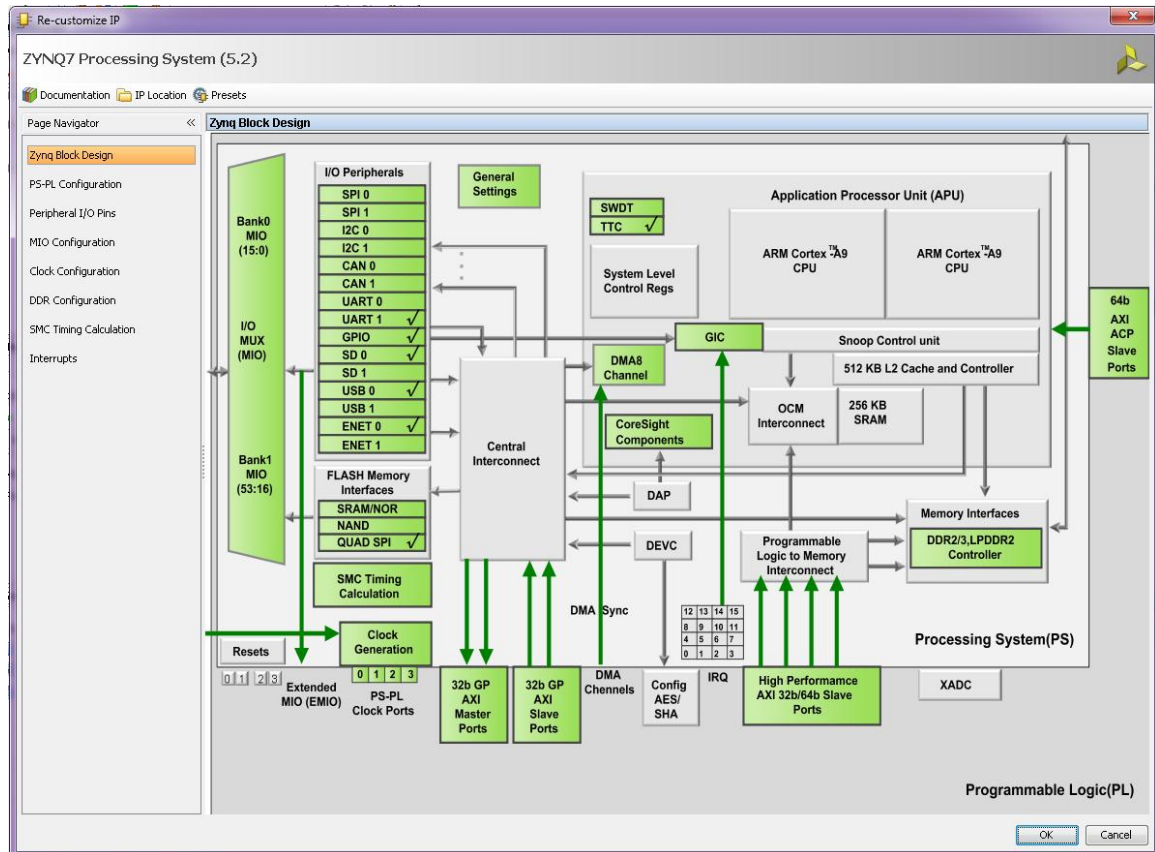 Re-customize IP
ZYNQ7 Processing System (5.2)
Documentation IP Location Presets
Page Navigator «
Zynq Block Design
PS-PL Configuration
Peripheral I/O Pins
MIO Configuration
Clock Configuration
DDR Configuration
SMC Timing Calculation
Interrupts
Zynq Block Design
Bank0
MIO
(15:0)
I/O
MUX
(MIO)
Bank1
MIO
(53:16)
I/O Peripherals
SPI 0
SPI 1
I2C 0
I2C 1
CAN 0
CAN 1
UART 0
UART 1 √
GPIO √
SD 0 √
SD 1
USB 0 √
USB 1
ENET 0 √
ENET 1
FLASH Memory
Interfaces
SRAM/NOR
NAND
QUAD SPI √
SMC Timing
Calculation
General
Settings
Application Processor Unit (APU)
SWDT
TTC √
System Level
Control Regs
ARM Cortex™-A9
CPU
ARM Cortex™-A9
CPU
GIC
Snoop Control unit
512 KB L2 Cache and Controller
DMA8
Channel
OCM
Interconnect
256 KB
SRAM
CoreSight
Components
Central
Interconnect
DAP
DEVC
Programmable
Logic to Memory
Interconnect
Memory Interfaces
DDR2/3,LPDDR2
Controller
64b
AXI
ACP
Slave
Ports
DMA Sync
12 13 14 15
8 9 10 11
4 5 6 7
0 1 2 3
Processing System(PS)
Resets
0 1 2 3
Clock
Generation
0 1 2 3
Extended
MIO (EMIO)
PS-PL
Clock Ports
32b GP
AXI
Master
Ports
32b GP
AXI
Slave
Ports
DMA
Channels
Config
AES/
SHA
IRQ
High Performamce
AXI 32b/64b Slave
Ports
XADC
Programmable Logic(PL)
OK Cancel